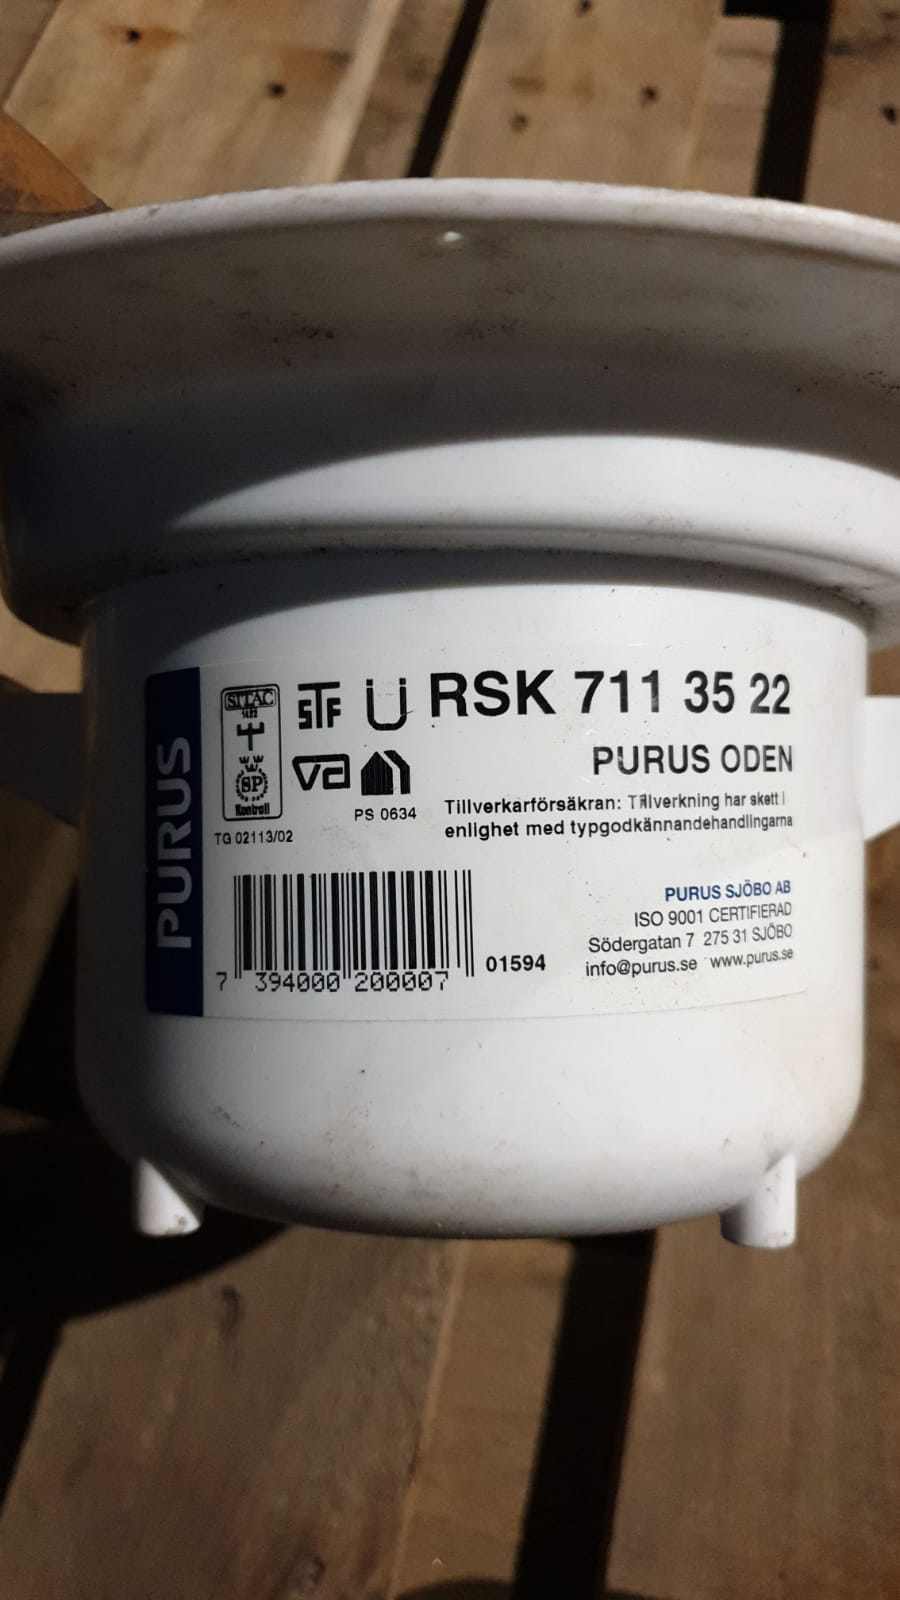 PURUS
SITAC
1422
SP
Kontroll
TG 02113/02
STF
Ü
va
PS 0634
RSK 711 35 22
PURUS ODEN
Tillverkarförsäkran: Tillverkning har skett i
enlighet med typgodkännandehandlingarna
PURUS SJÖBO AB
ISO 9001 CERTIFIERAD
Södergatan 7 275 31 SJÖBO
info@purus.se www.purus.se
7 394000 200007
01594